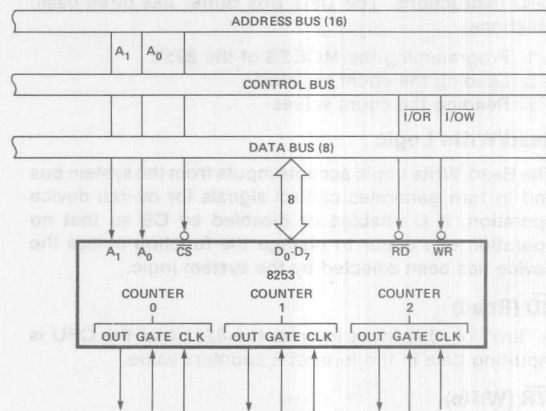 ADDRESS BUS (16)
A1 A0
CONTROL BUS
I/OR I/OW
DATA BUS (8)
8
A1 A0 CS D0-D7 RD WR
8253
COUNTER COUNTER COUNTER
0 1 2
OUT GATE CLK OUT GATE CLK OUT GATE CLK